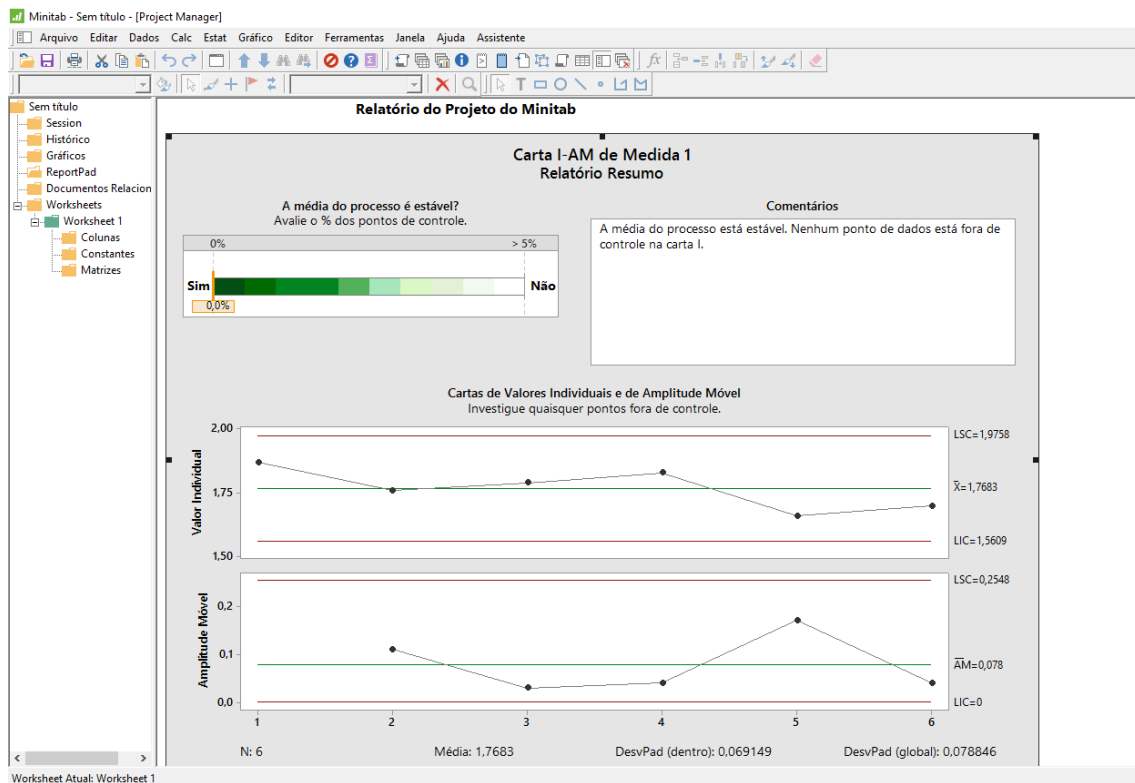 Minitab - Sem título - [Project Manager]
Arquivo Editar Dados Calc Estat Gráfico Editor Ferramentas Janela Ajuda Assistente
Sem título
Session
Histórico
Gráficos
ReportPad
Documentos Relacion
Worksheets
Worksheet 1
Colunas
Constantes
Matrizes
Relatório do Projeto do Minitab
Carta I-AM de Medida 1
Relatório Resumo
A média do processo é estável?
Avalie o % dos pontos de controle.
0% > 5%
Sim Não
0,0%
Comentários
A média do processo está estável. Nenhum ponto de dados está fora de
controle na carta I.
Cartas de Valores Individuais e de Amplitude Móvel
Investigue quaisquer pontos fora de controle.
Valor Individual
2,00
1,75
1,50
LSC=1,9758
X̄=1,7683
LIC=1,5609
Amplitude Móvel
0,2
0,1
0,0
LSC=0,2548
A̅M̅=0,078
LIC=0
1 2 3 4 5 6
N: 6 Média: 1,7683 DesvPad (dentro): 0,069149 DesvPad (global): 0,078846
Worksheet Atual: Worksheet 1